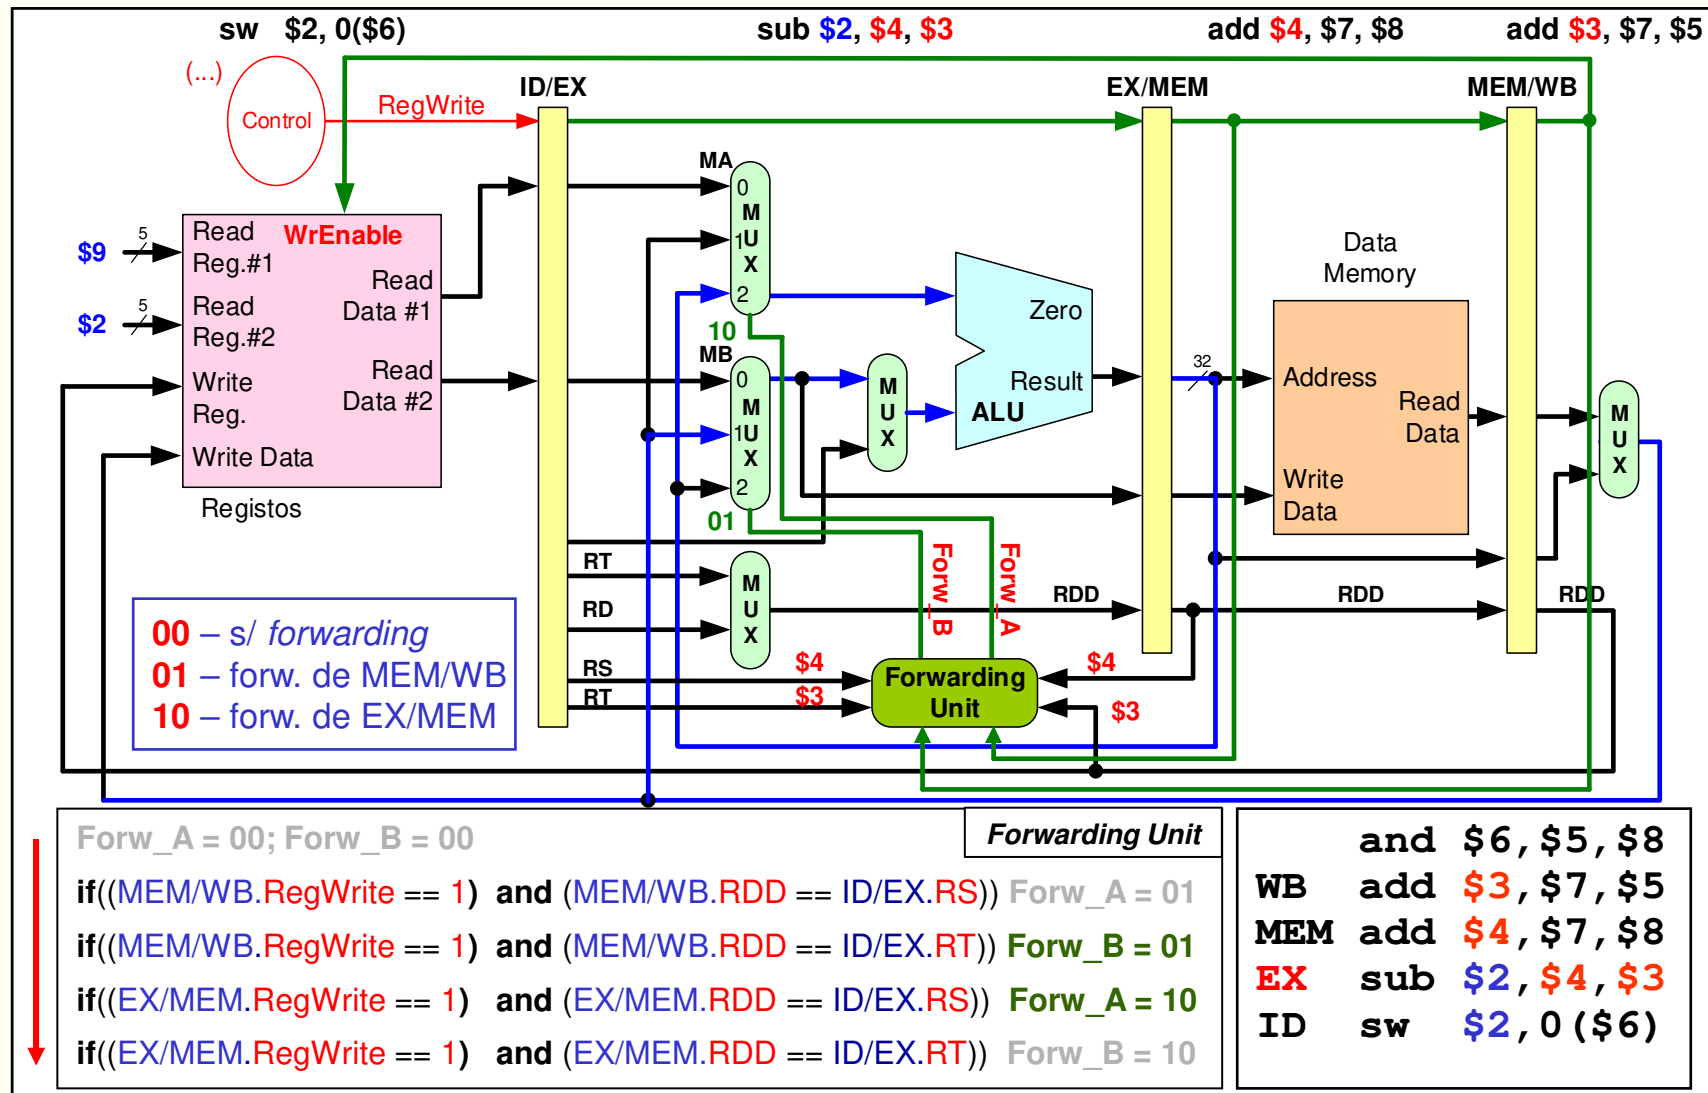 sw $2, 0($6)
sub $2, $4, $3
add $4, $7, $8
add $3, $7, $5
(...)
Control
RegWrite
ID/EX
EX/MEM
MEM/WB
$9
5
Read Reg.#1
WrEnable
Read Data #1
$2
5
Read Reg.#2
Write Reg.
Read Data #2
Write Data
Registos
MA
0
1
2
MUX
10
MB
0
1
2
MUX
01
MUX
Zero
Result
ALU
32
Data Memory
Address
Read Data
Write Data
MUX
RT
RD
MUX
RDD
RDD
RDD
Forw_B
Forw_A
RS
$4
RT
$3
Forwarding Unit
$4
$3
00 – s/ forwarding
01 – forw. de MEM/WB
10 – forw. de EX/MEM
Forwarding Unit
Forw_A = 00; Forw_B = 00
if((MEM/WB.RegWrite == 1) and (MEM/WB.RDD == ID/EX.RS)) Forw_A = 01
if((MEM/WB.RegWrite == 1) and (MEM/WB.RDD == ID/EX.RT)) Forw_B = 01
if((EX/MEM.RegWrite == 1) and (EX/MEM.RDD == ID/EX.RS)) Forw_A = 10
if((EX/MEM.RegWrite == 1) and (EX/MEM.RDD == ID/EX.RT)) Forw_B = 10
and $6,$5,$8
WB add $3,$7,$5
MEM add $4,$7,$8
EX sub $2,$4,$3
ID sw $2,0($6)